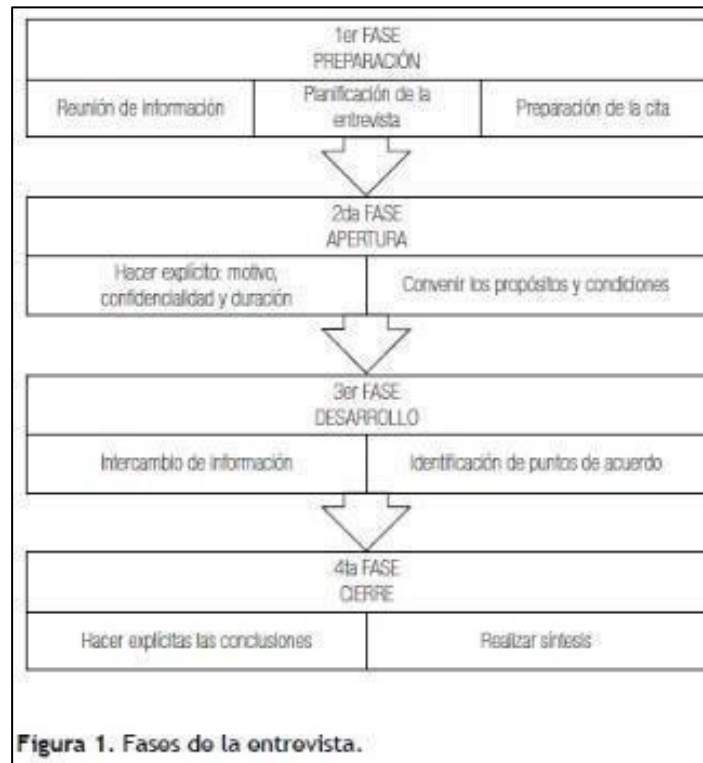 1er FASE
PREPARACIÓN
Reunión de información
Planificación de la
entrevista
Preparación de la cita
2da FASE
APERTURA
Hacer explícito: motivo,
confidencialidad y duración
Convenir los propósitos y condiciones
3er FASE
DESARROLLO
Intercambio de información
Identificación de puntos de acuerdo
4ta FASE
CIERRE
Hacer explícitas las conclusiones
Realizar síntesis
Figura 1. Fases de la entrevista.